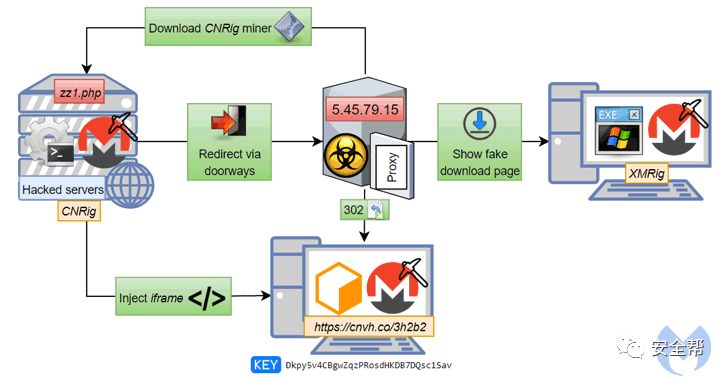 Download CNRig miner
zz1.php
Hacked servers
CNRig
Redirect via
doorways
5.45.79.15
Proxy
302
Show fake
download page
EXE
XMRig
Inject iframe </>
https://cnvh.co/3h2b2
KEY Dkpy5v4CBgwZqzPRosdHKDB7DQsc1Sav
安全帮